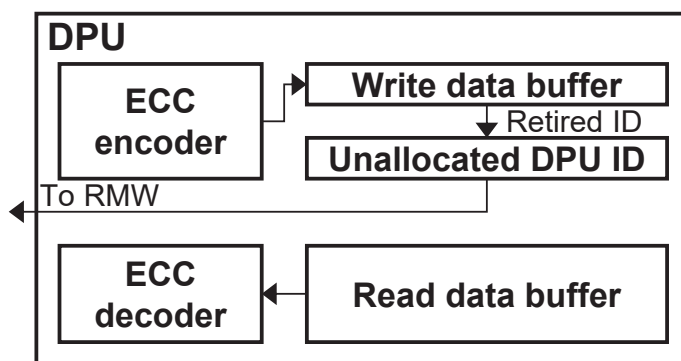 DPU
ECC
encoder
Write data buffer
Retired ID
Unallocated DPU ID
To RMW
ECC
decoder
Read data buffer